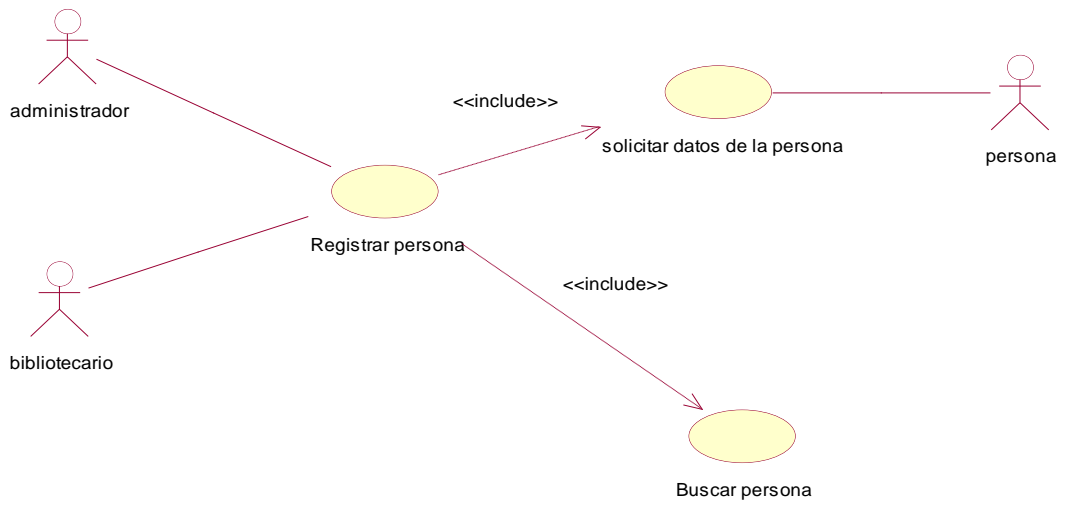 administrador
<<include>>
solicitar datos de la persona
persona
Registrar persona
<<include>>
bibliotecario
Buscar persona